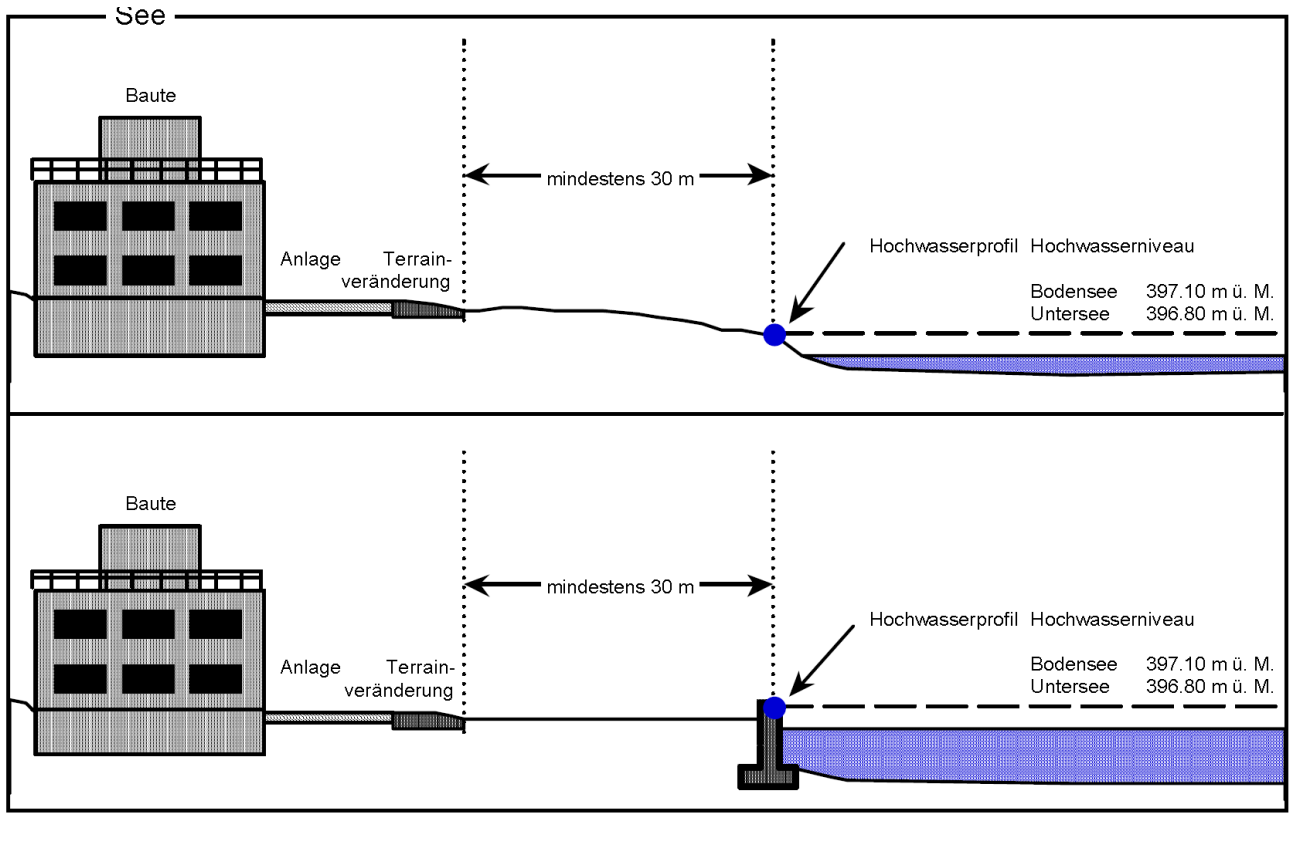 See
Baute
mindestens 30 m
Anlage Terrain-
veränderung
Hochwasserprofil Hochwasserniveau
Bodensee 397.10 m ü. M.
Untersee 396.80 m ü. M.
Baute
mindestens 30 m
Anlage Terrain-
veränderung
Hochwasserprofil Hochwasserniveau
Bodensee 397.10 m ü. M.
Untersee 396.80 m ü. M.